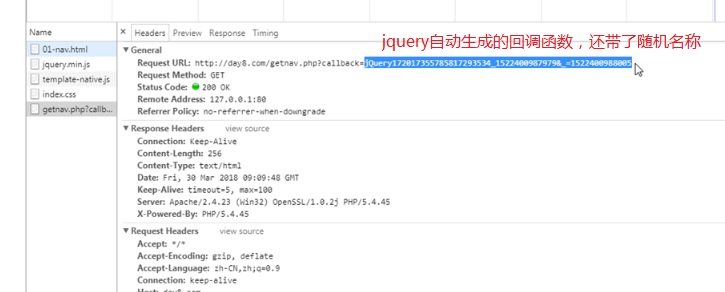 Name
× Headers Preview Response Timing
jquery自动生成的回调函数，还带了随机名称
01-nav.html
jquery.min.js
template-native.js
index.css
getnav.php?callb...
▼ General
Request URL: http://day8.com/getnav.php?callback=jQuery172017355785817293534_1522400987979&_=1522400988005
Request Method: GET
Status Code: 200 OK
Remote Address: 127.0.0.1:80
Referrer Policy: no-referrer-when-downgrade
▼ Response Headers view source
Connection: Keep-Alive
Content-Length: 256
Content-Type: text/html
Date: Fri, 30 Mar 2018 09:09:48 GMT
Keep-Alive: timeout=5, max=100
Server: Apache/2.4.23 (Win32) OpenSSL/1.0.2j PHP/5.4.45
X-Powered-By: PHP/5.4.45
▼ Request Headers view source
Accept: */*
Accept-Encoding: gzip, deflate
Accept-Language: zh-CN,zh;q=0.9
Connection: keep-alive
Host: day8.com